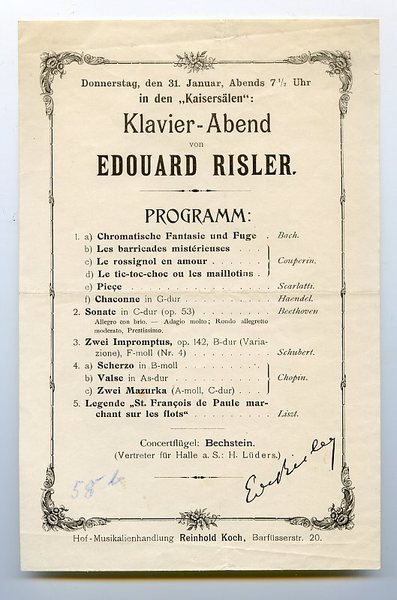 Donnerstag, den 31. Januar, Abends 7 1/2 Uhr
in den „Kaisersälen":
Klavier-Abend
von
EDOUARD RISLER.
PROGRAMM:
1. a) Chromatische Fantasie und Fuge . Bach.
b) Les barricades mistérieuses . . .
c) Le rossignol en amour . . . . . Couperin.
d) Le tic-toc-choc ou les maillotins .
e) Pièçe . . . . . . . . . . . . Scarlatti.
f) Chaconne in G-dur . . . . . . . Haendel.
2. Sonate in C-dur (op. 53) . . . . . . Beethoven
Allegro con brio. — Adagio molto; Rondo allegretto
moderato, Prestissimo.
3. Zwei Impromptus, op. 142, B-dur (Varia-
zione), F-moll (Nr. 4) . . . . . . . Schubert.
4. a) Scherzo in B-moll . . . . . . .
b) Valse in As-dur . . . . . . . . Chopin.
c) Zwei Mazurka (A-moll, C-dur) . . .
5. Legende „St. François de Paule mar-
chant sur les flots" . . . . . . . . Liszt.
Concertflügel: Bechstein.
(Vertreter für Halle a. S.: H. Lüders.)
58
Ed. Risler
Hof-Musikalienhandlung Reinhold Koch, Barfüsserstr. 20.